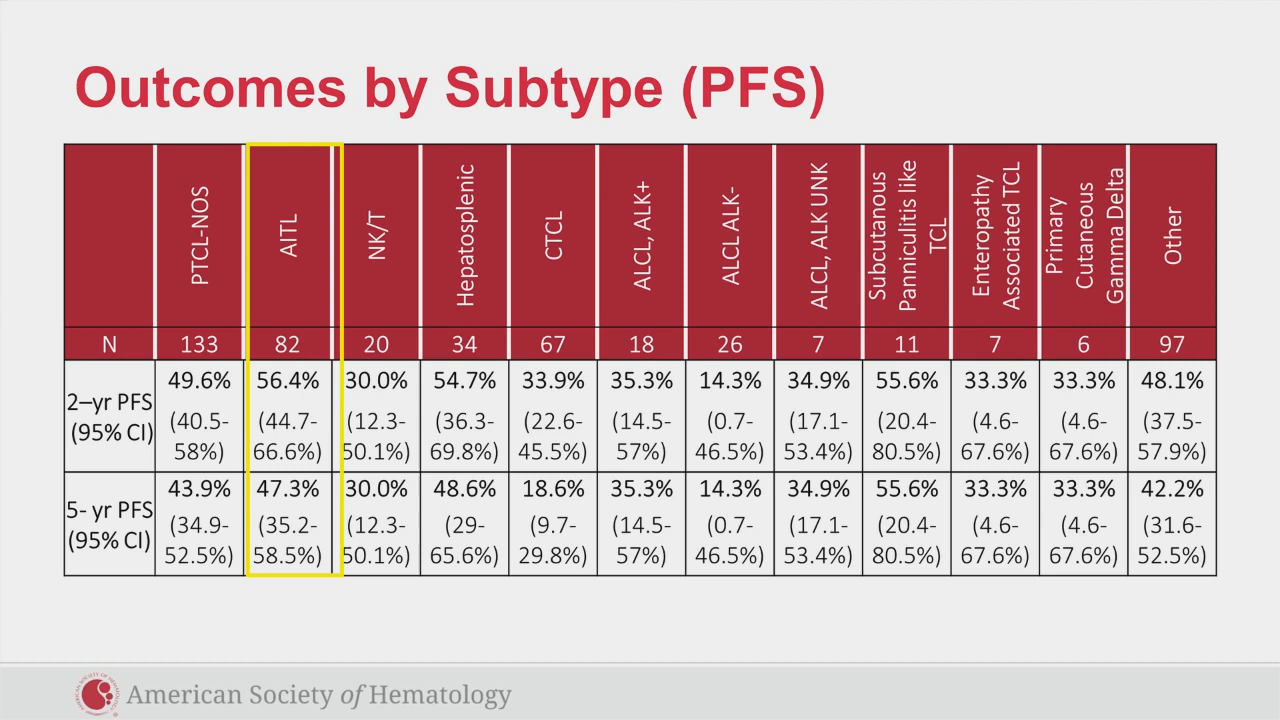 Outcomes by Subtype (PFS)
PTCL-NOS
AITL
NK/T
Hepatosplenic
CTCL
ALCL, ALK+
ALCL ALK-
ALCL, ALK UNK
Subcutanous
Panniculitis like
TCL
Enteropathy
Associated TCL
Primary
Cutaneous
Gamma Delta
Other
N 133 82 20 34 67 18 26 7 11 7 6 97
2–yr PFS
(95% CI)
49.6% 56.4% 30.0% 54.7% 33.9% 35.3% 14.3% 34.9% 55.6% 33.3% 33.3% 48.1%
(40.5- (44.7- (12.3- (36.3- (22.6- (14.5- (0.7- (17.1- (20.4- (4.6- (4.6- (37.5-
58%) 66.6%) 50.1%) 69.8%) 45.5%) 57%) 46.5%) 53.4%) 80.5%) 67.6%) 67.6%) 57.9%)
5- yr PFS
(95% CI)
43.9% 47.3% 30.0% 48.6% 18.6% 35.3% 14.3% 34.9% 55.6% 33.3% 33.3% 42.2%
(34.9- (35.2- (12.3- (29- (9.7- (14.5- (0.7- (17.1- (20.4- (4.6- (4.6- (31.6-
52.5%) 58.5%) 50.1%) 65.6%) 29.8%) 57%) 46.5%) 53.4%) 80.5%) 67.6%) 67.6%) 52.5%)
American Society of Hematology